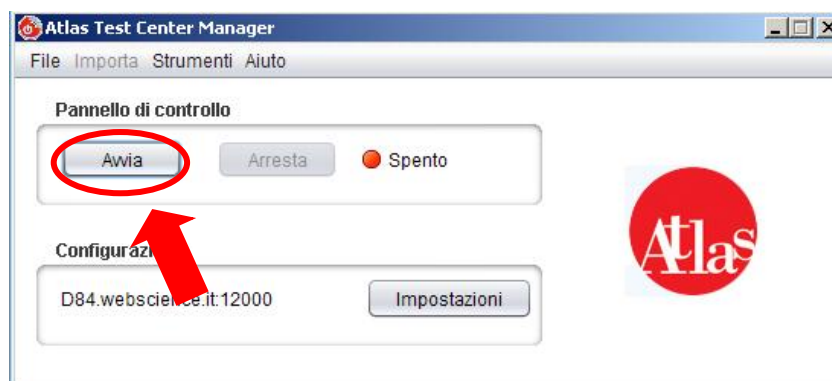 Atlas Test Center Manager
File Importa Strumenti Aiuto
Pannello di controllo
Avvia Arresta Spento
Atlas
D84.webscience.it:12000 Impostazioni